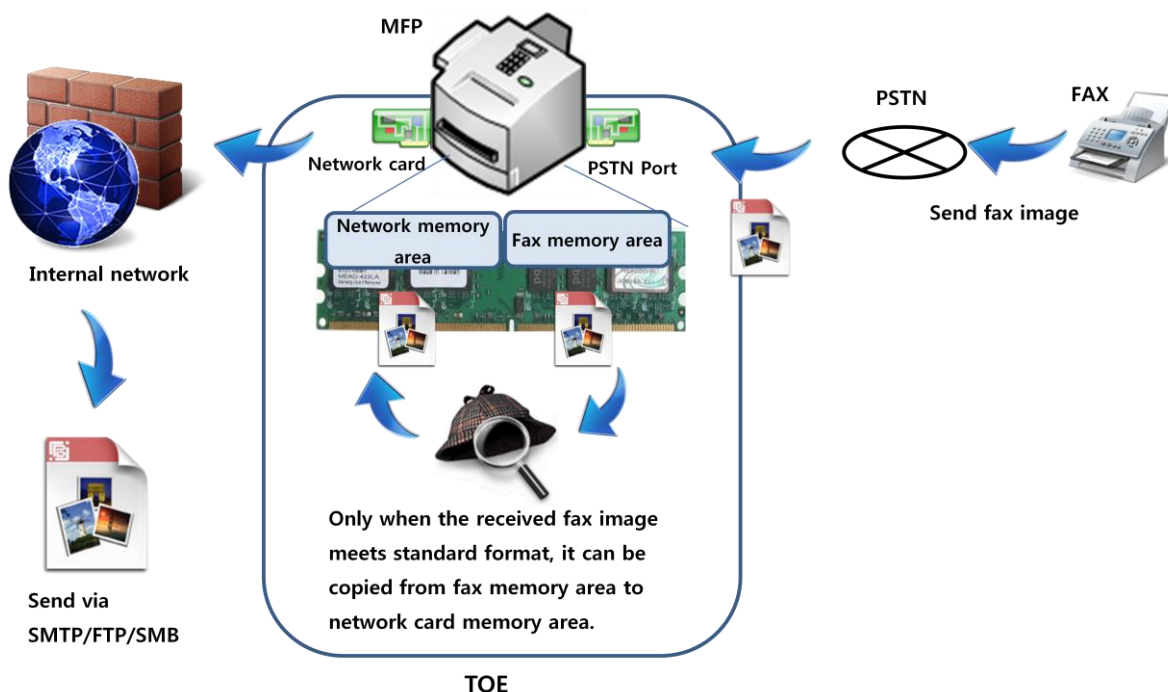 MFP
PSTN
FAX
Network card
PSTN Port
Send fax image
Network memory
area
Fax memory area
Internal network
Only when the received fax image
meets standard format, it can be
copied from fax memory area to
network card memory area.
Send via
SMTP/FTP/SMB
TOE